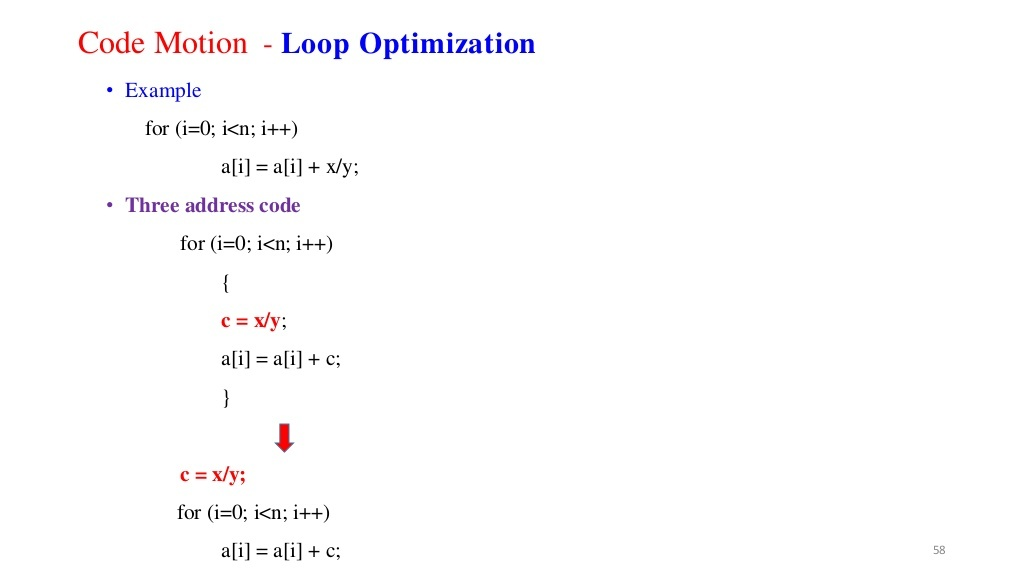 Code Motion - Loop Optimization
• Example
for (i=0; i<n; i++)
a[i] = a[i] + x/y;
• Three address code
for (i=0; i<n; i++)
{
c = x/y;
a[i] = a[i] + c;
}
c = x/y;
for (i=0; i<n; i++)
a[i] = a[i] + c;
58